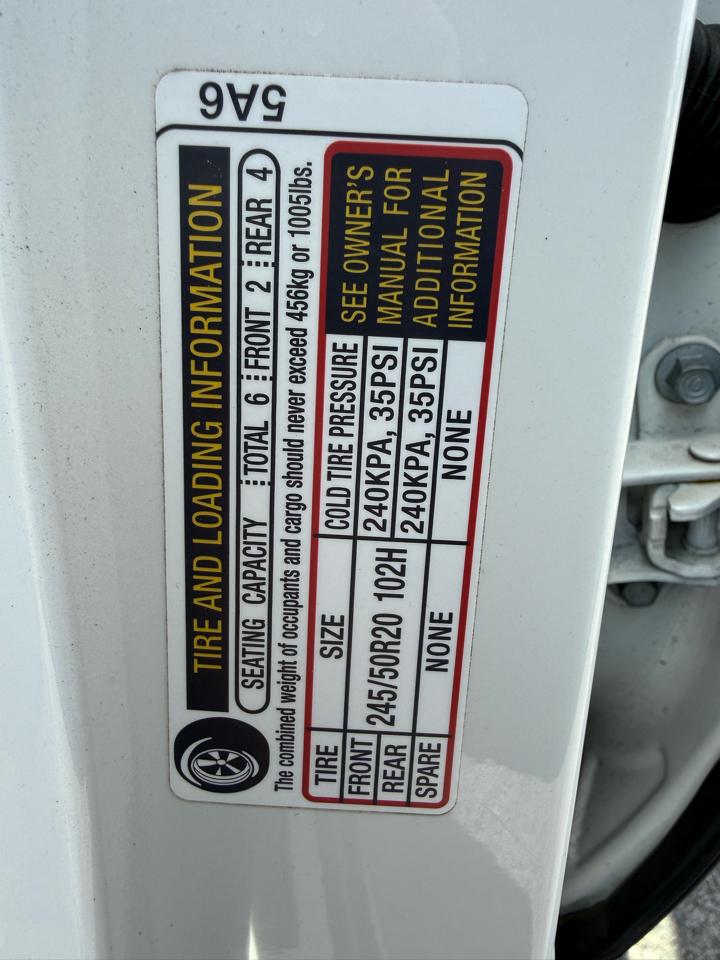 5A6
TIRE AND LOADING INFORMATION
SEATING CAPACITY TOTAL 6 FRONT 2 REAR 4
The combined weight of occupants and cargo should never exceed 456kg or 1005lbs.
TIRE SIZE COLD TIRE PRESSURE
FRONT 245/50R20 102H 240KPA, 35PSI
REAR 240KPA, 35PSI
SPARE NONE NONE
SEE OWNER'S
MANUAL FOR
ADDITIONAL
INFORMATION